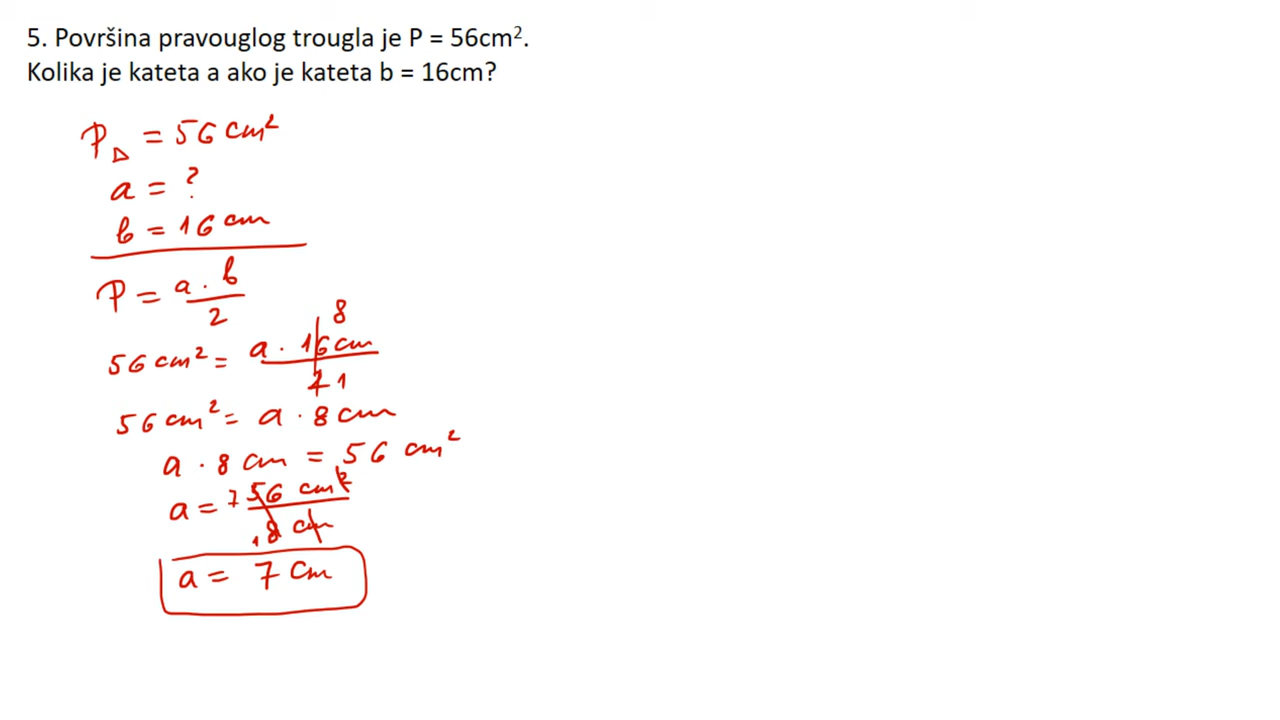 5. Površina pravouglog trougla je P = 56cm².
Kolika je kateta a ako je kateta b = 16cm?
P△ = 56 cm²
a = ?
b = 16 cm
P = a · b / 2
56 cm² = a · 16 cm / 2 8 1
56 cm² = a · 8 cm
a · 8 cm = 56 cm²
a = 7 56 cm² / 1 8 cm
a = 7 cm